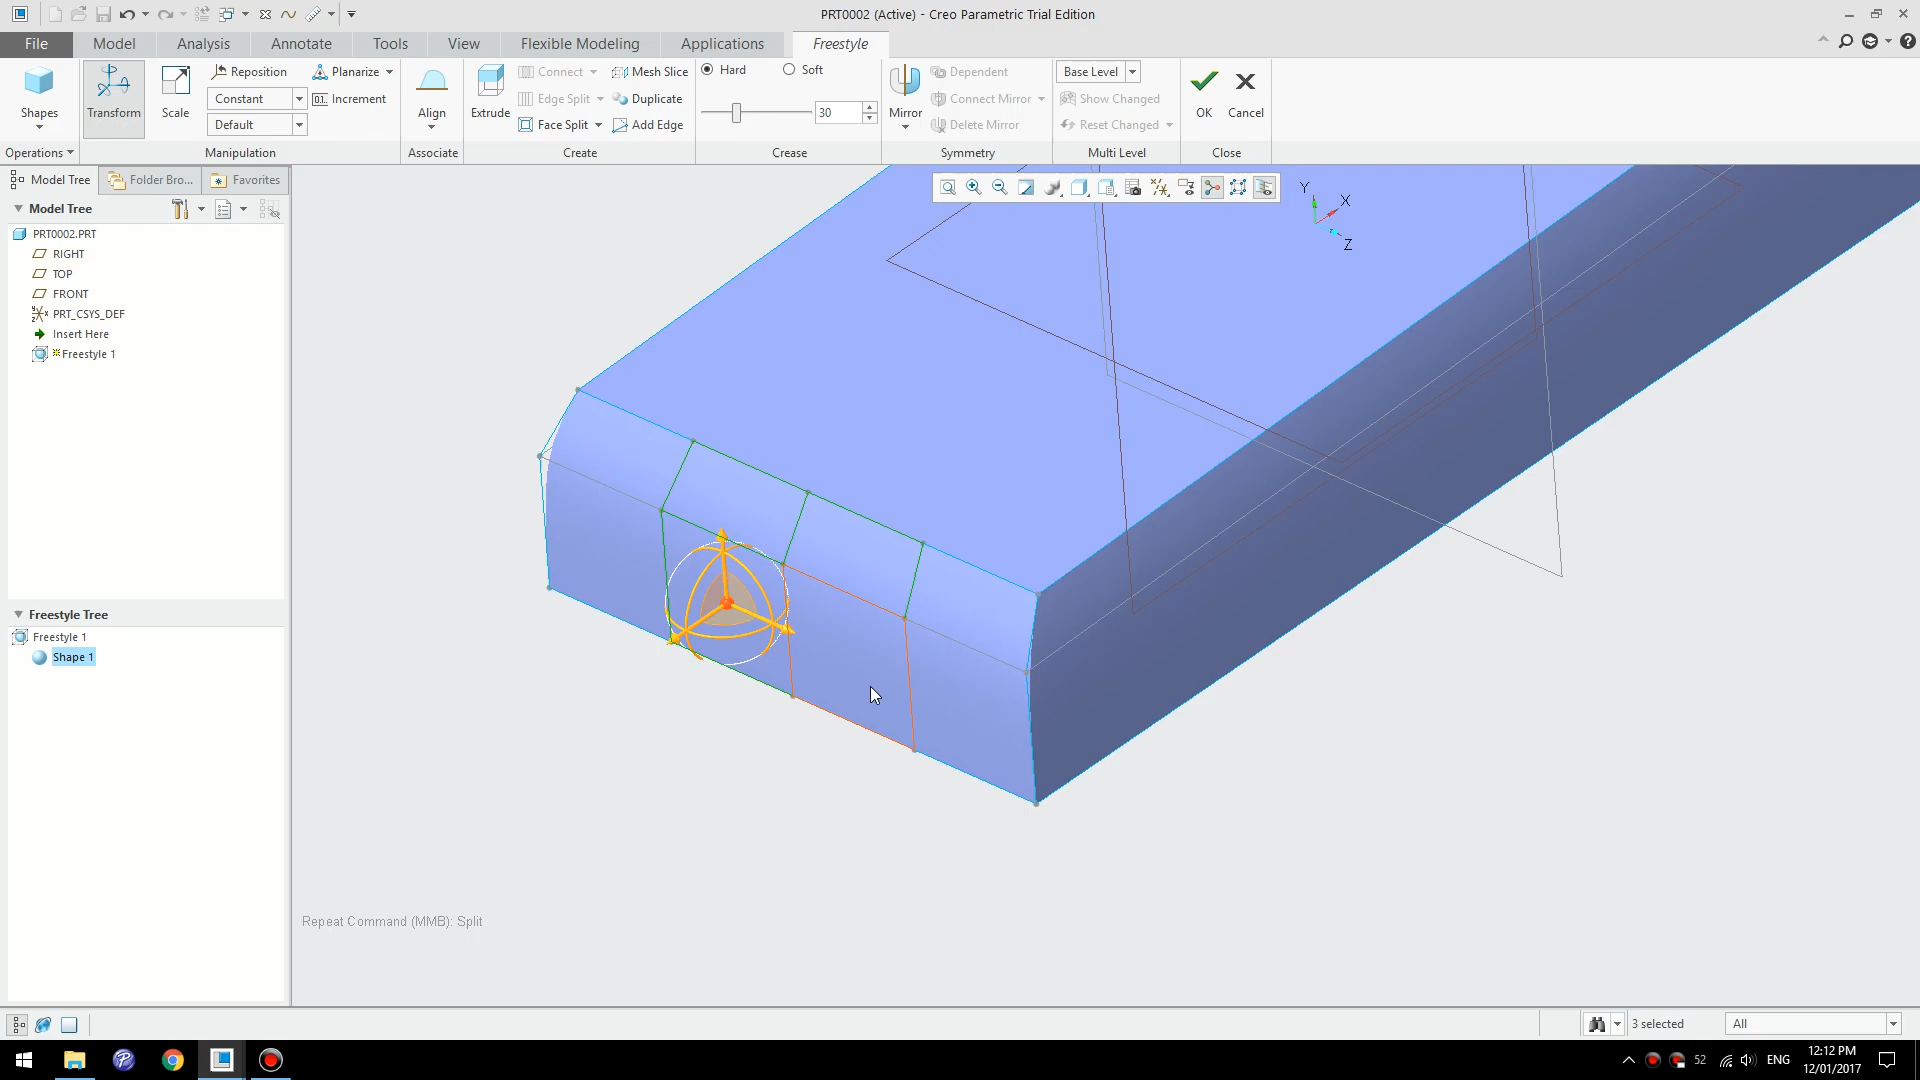 PRT0002 (Active) - Creo Parametric Trial Edition
File Model Analysis Annotate Tools View Flexible Modeling Applications Freestyle
Shapes
Transform
Scale
Reposition
Constant
Default
Planarize
Increment
Align
Extrude
Connect
Edge Split
Face Split
Mesh Slice
Duplicate
Add Edge
Hard
Soft
30
Mirror
Dependent
Connect Mirror
Delete Mirror
Base Level
Show Changed
Reset Changed
OK
Cancel
Operations Manipulation Associate Create Crease Symmetry Multi Level Close
Model Tree Folder Bro... Favorites
Model Tree
PRT0002.PRT
RIGHT
TOP
FRONT
PRT_CSYS_DEF
Insert Here
Freestyle 1
Freestyle Tree
Freestyle 1
Shape 1
Y
X
Z
Repeat Command (MMB): Split
3 selected
All
52
ENG
12:12 PM
12/01/2017